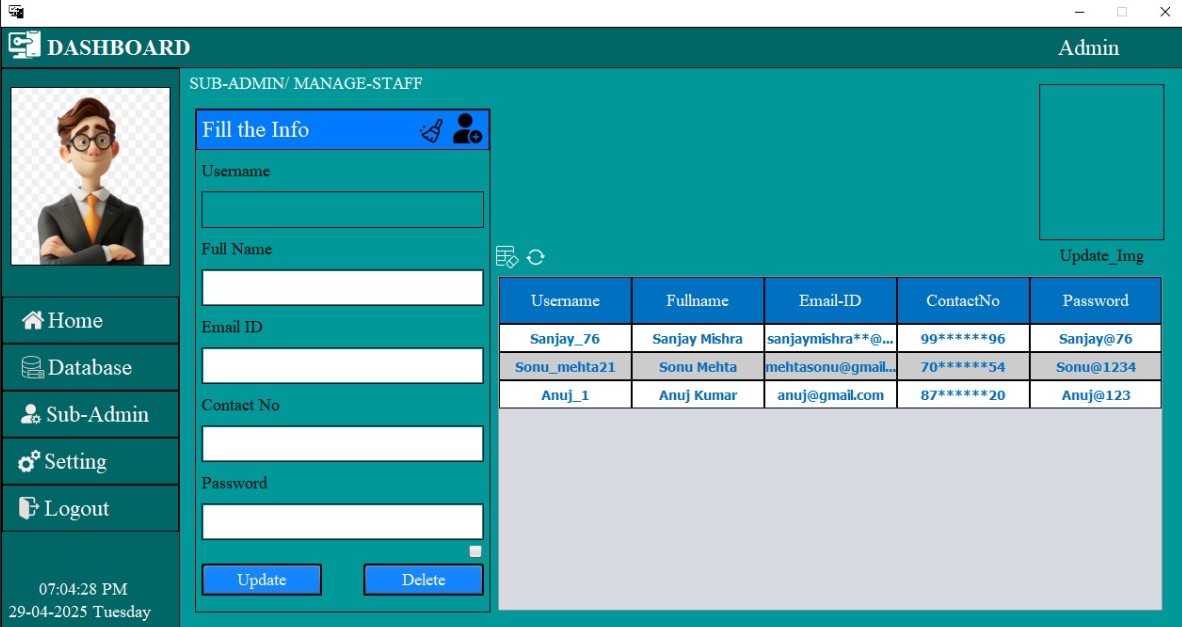 DASHBOARD
Admin
SUB-ADMIN/ MANAGE-STAFF
Fill the Info
Username
Full Name
Email ID
Contact No
Password
Update
Delete
Update_Img
Username Fullname Email-ID ContactNo Password
Sanjay_76 Sanjay Mishra sanjaymishra**@... 99******96 Sanjay@76
Sonu_mehta21 Sonu Mehta mehtasonu@gmail... 70******54 Sonu@1234
Anuj_1 Anuj Kumar anuj@gmail.com 87******20 Anuj@123
Home
Database
Sub-Admin
Setting
Logout
07:04:28 PM
29-04-2025 Tuesday